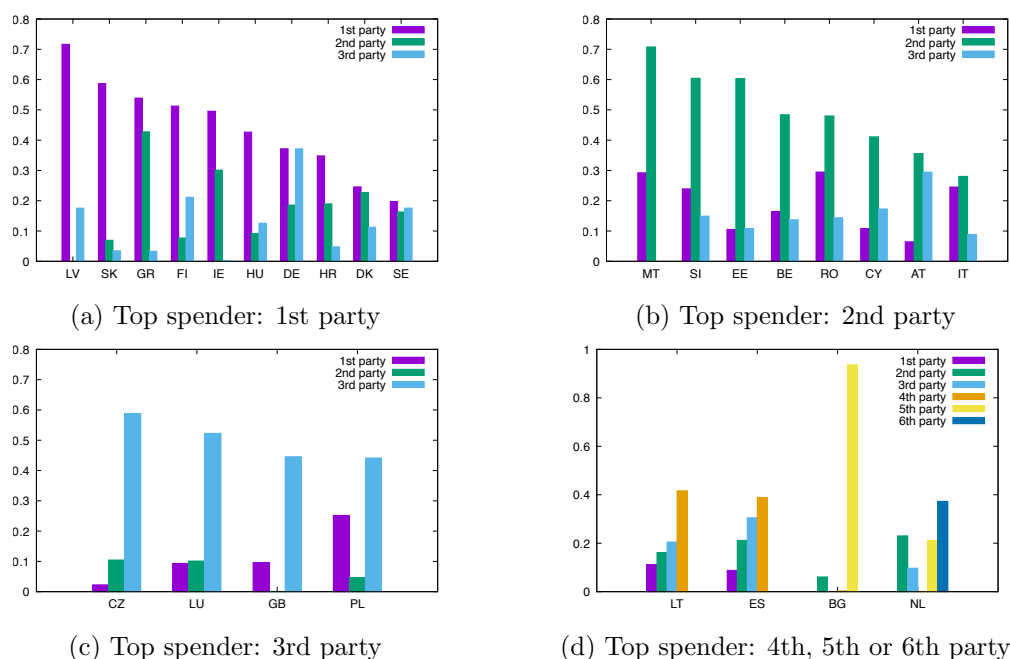 0.8
0.7
0.6
0.5
0.4
0.3
0.2
0.1
0
1st party
2nd party
3rd party
LV SK GR FI IE HU DE HR DK SE
(a) Top spender: 1st party
0.8
0.7
0.6
0.5
0.4
0.3
0.2
0.1
0
1st party
2nd party
3rd party
MT SI EE BE RO CY AT IT
(b) Top spender: 2nd party
0.8
0.7
0.6
0.5
0.4
0.3
0.2
0.1
0
1st party
2nd party
3rd party
CZ LU GB PL
(c) Top spender: 3rd party
1
0.8
0.6
0.4
0.2
0
1st party
2nd party
3rd party
4th party
5th party
6th party
LT ES BG NL
(d) Top spender: 4th, 5th or 6th party